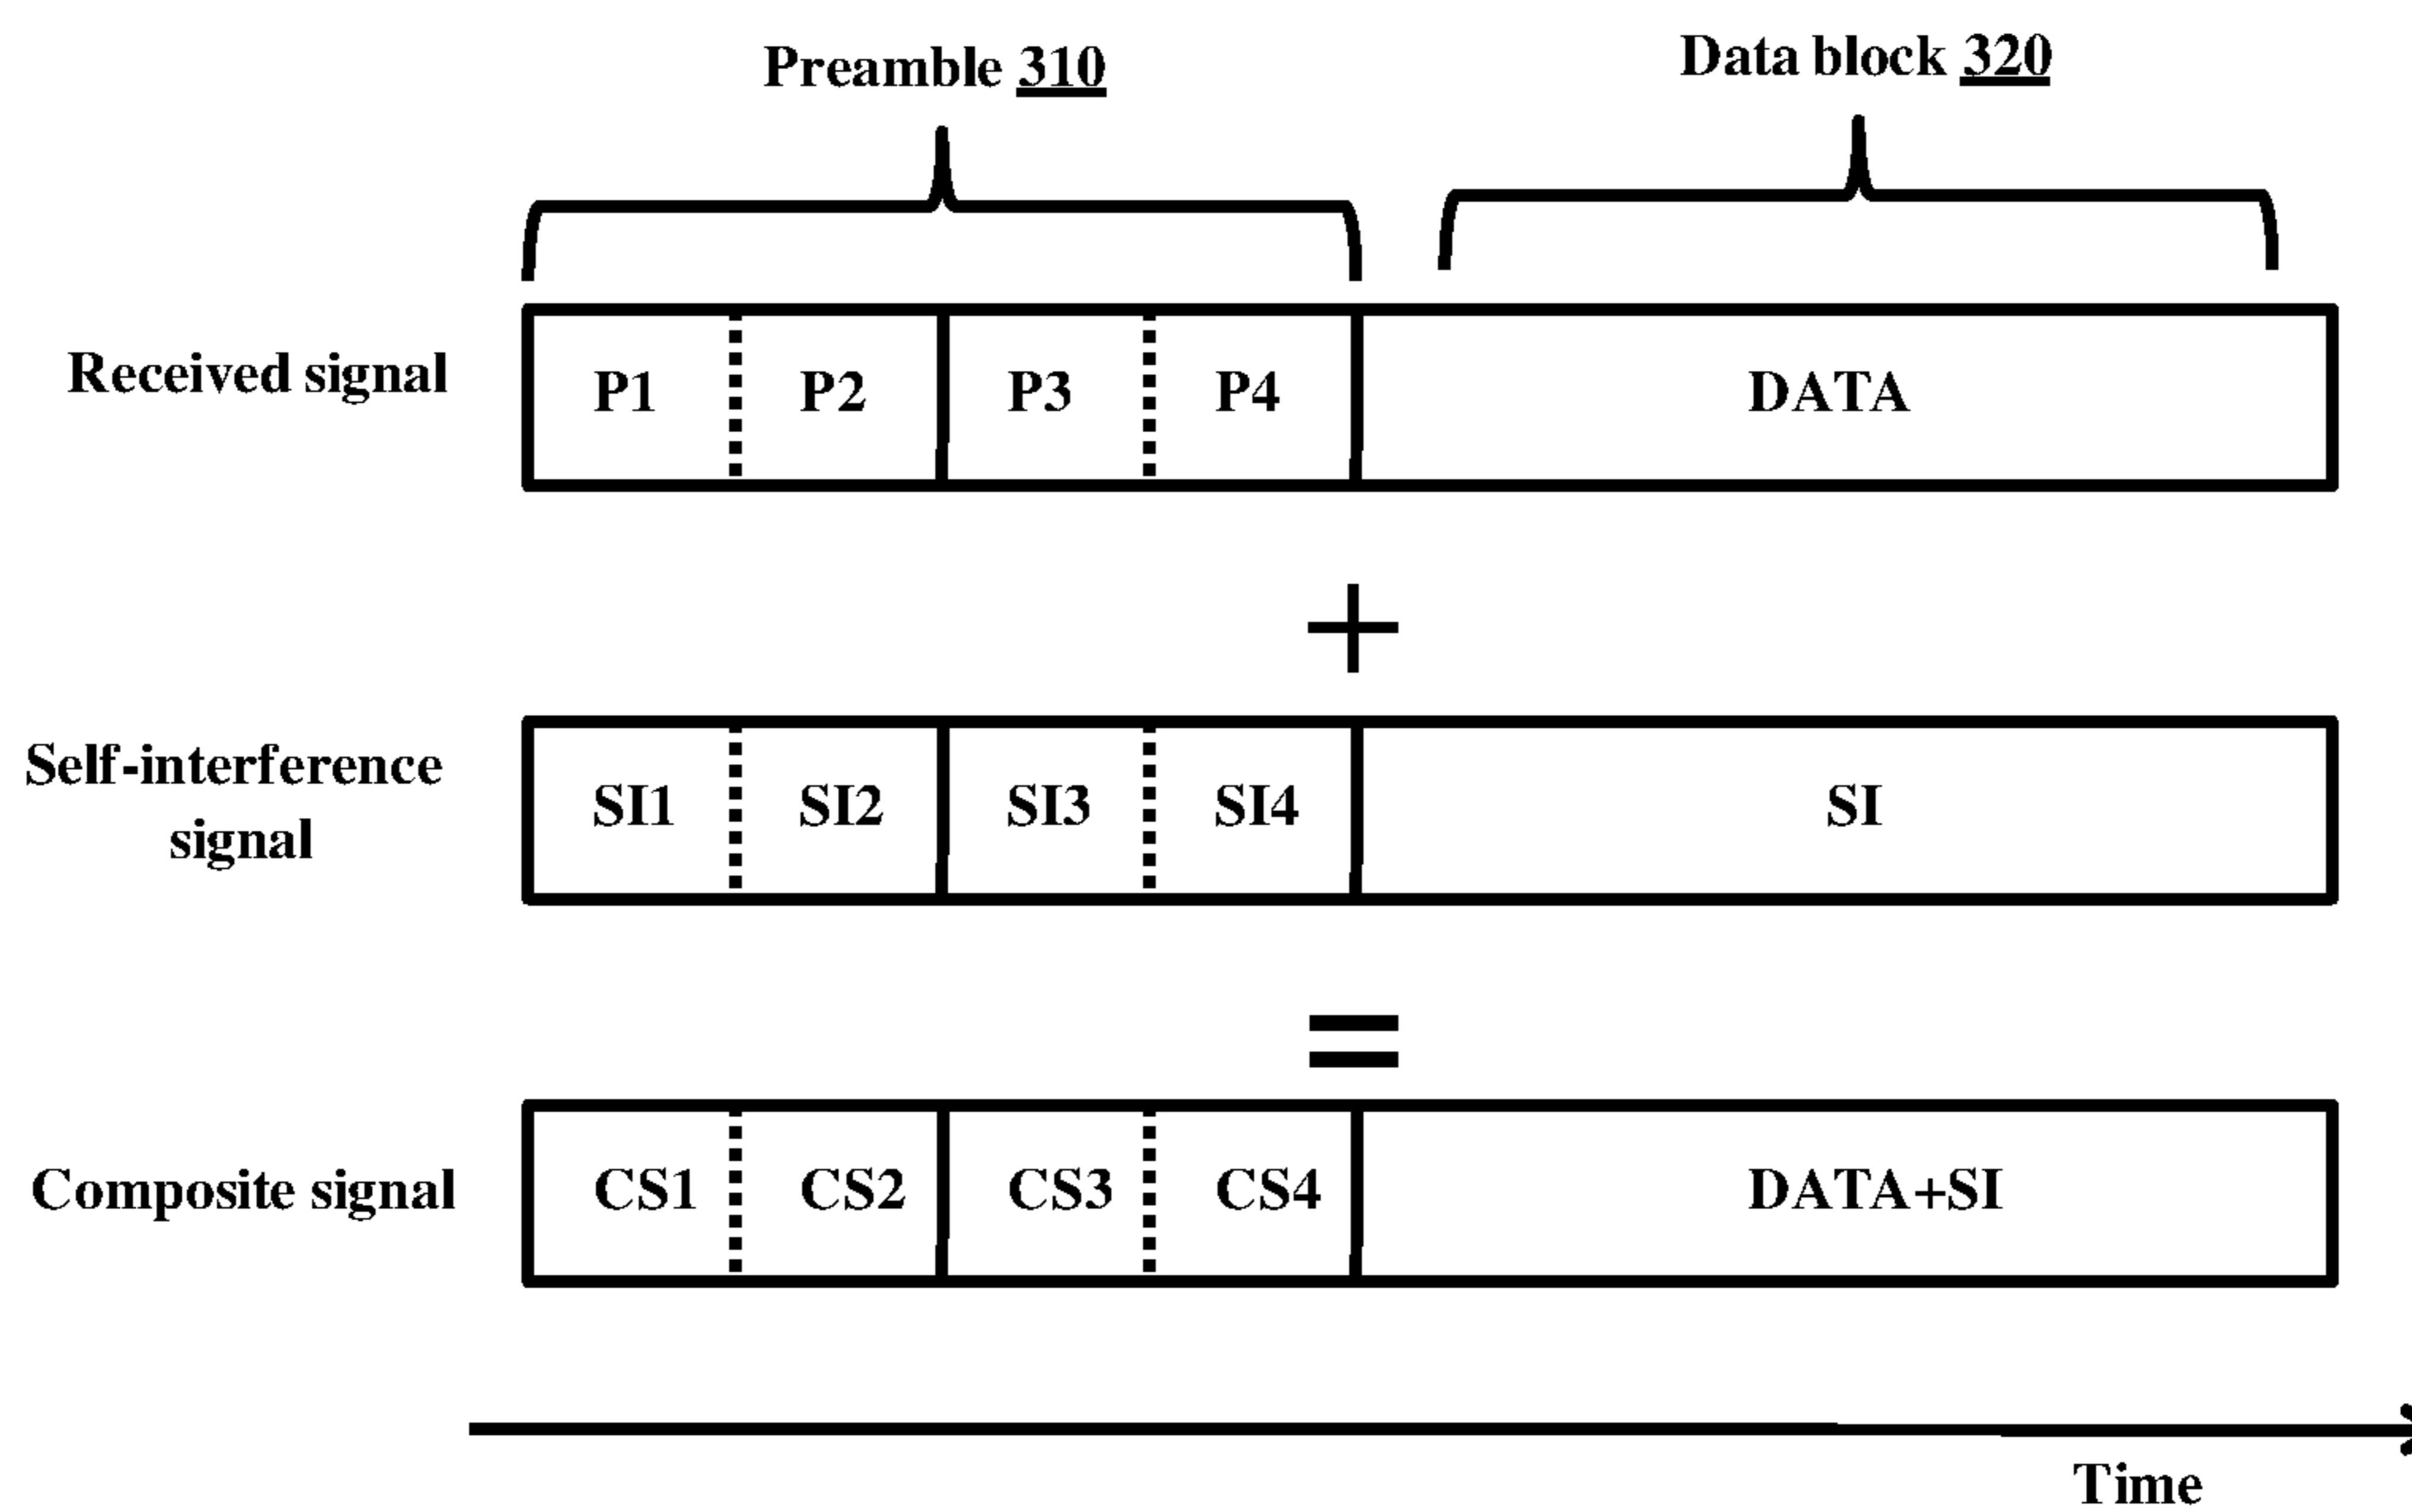 Preamble 310
Data block 320
Received signal
P1
P2
P3
P4
DATA
+
Self-interference
signal
SI1
SI2
SI3
SI4
SI
=
Composite signal
CS1
CS2
CS3
CS4
DATA+SI
Time